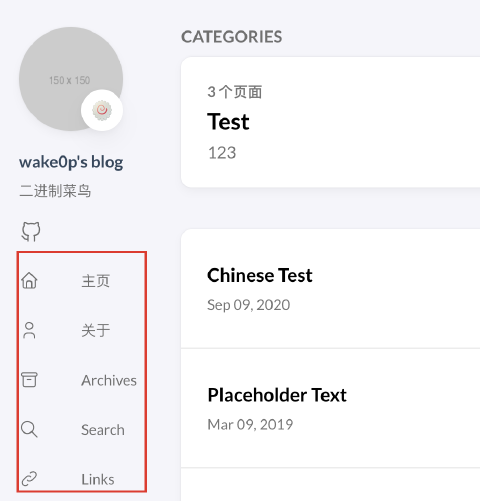 150 x 150
wake0p's blog
二进制菜鸟
主页
关于
Archives
Search
Links
CATEGORIES
3 个页面
Test
123
Chinese Test
Sep 09, 2020
Placeholder Text
Mar 09, 2019